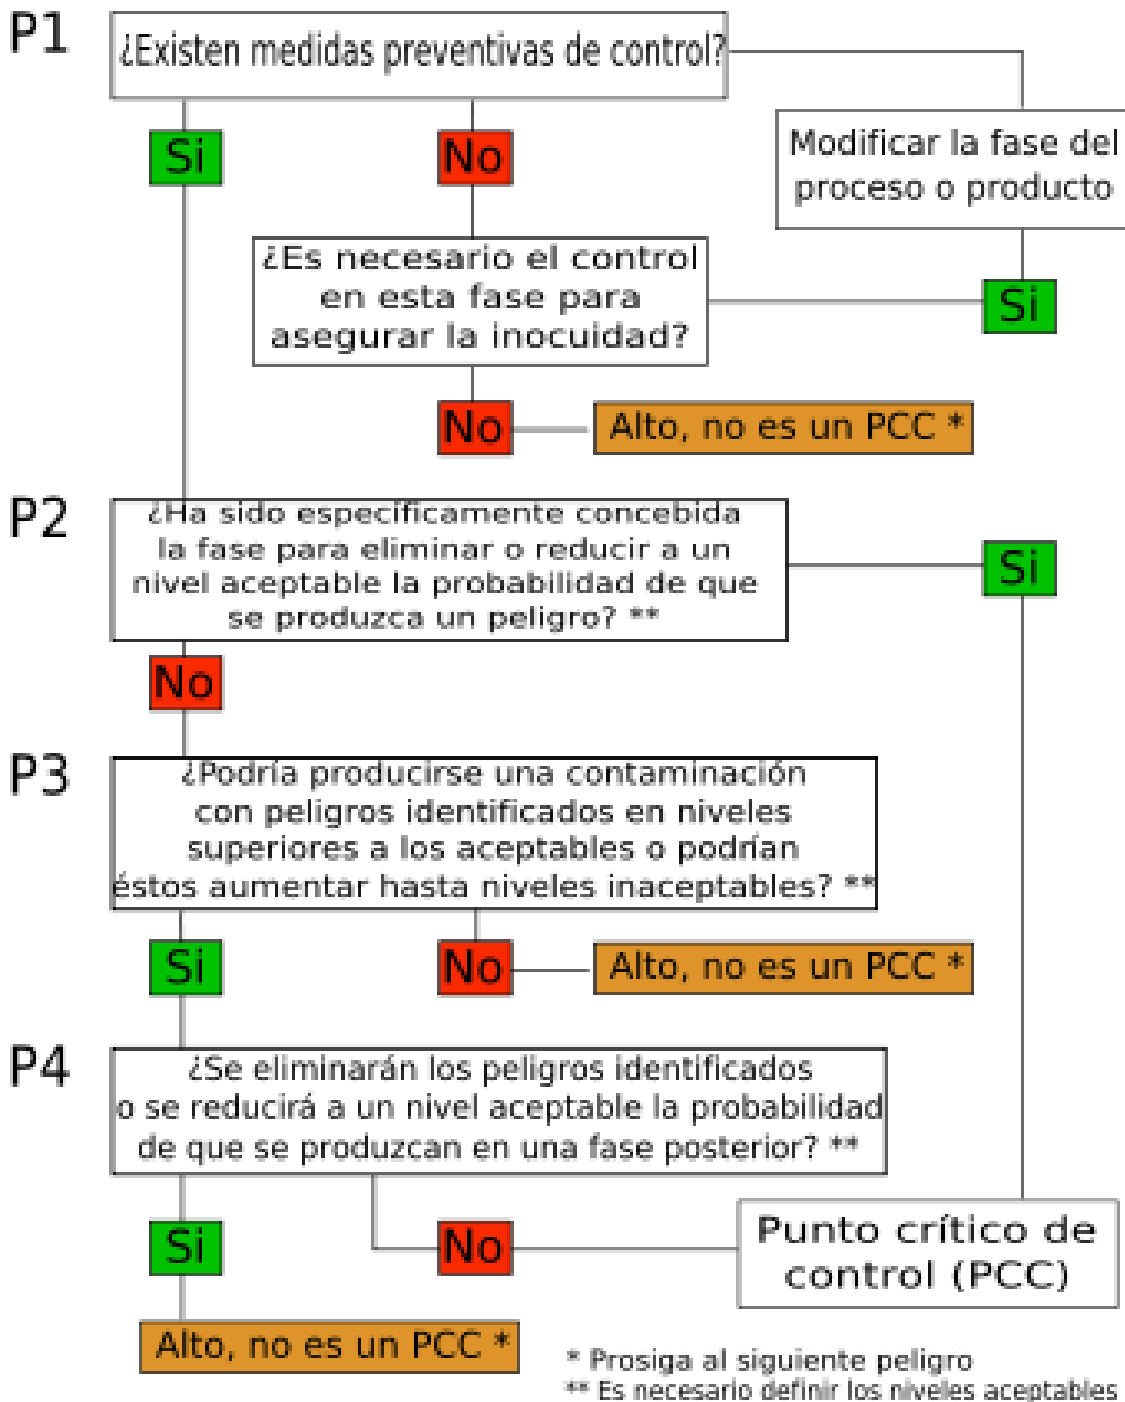 P1
¿Existen medidas preventivas de control?
Si
No
Modificar la fase del
proceso o producto
¿Es necesario el control
en esta fase para
asegurar la inocuidad?
Si
No
Alto, no es un PCC *
P2
¿Ha sido específicamente concebida
la fase para eliminar o reducir a un
nivel aceptable la probabilidad de que
se produzca un peligro? **
Si
No
P3
¿Podría producirse una contaminación
con peligros identificados en niveles
superiores a los aceptables o podrían
éstos aumentar hasta niveles inaceptables? **
Si
No
Alto, no es un PCC *
P4
¿Se eliminarán los peligros identificados
o se reducirá a un nivel aceptable la probabilidad
de que se produzcan en una fase posterior? **
Si
No
Punto crítico de
control (PCC)
Alto, no es un PCC *
* Prosiga al siguiente peligro
** Es necesario definir los niveles aceptables